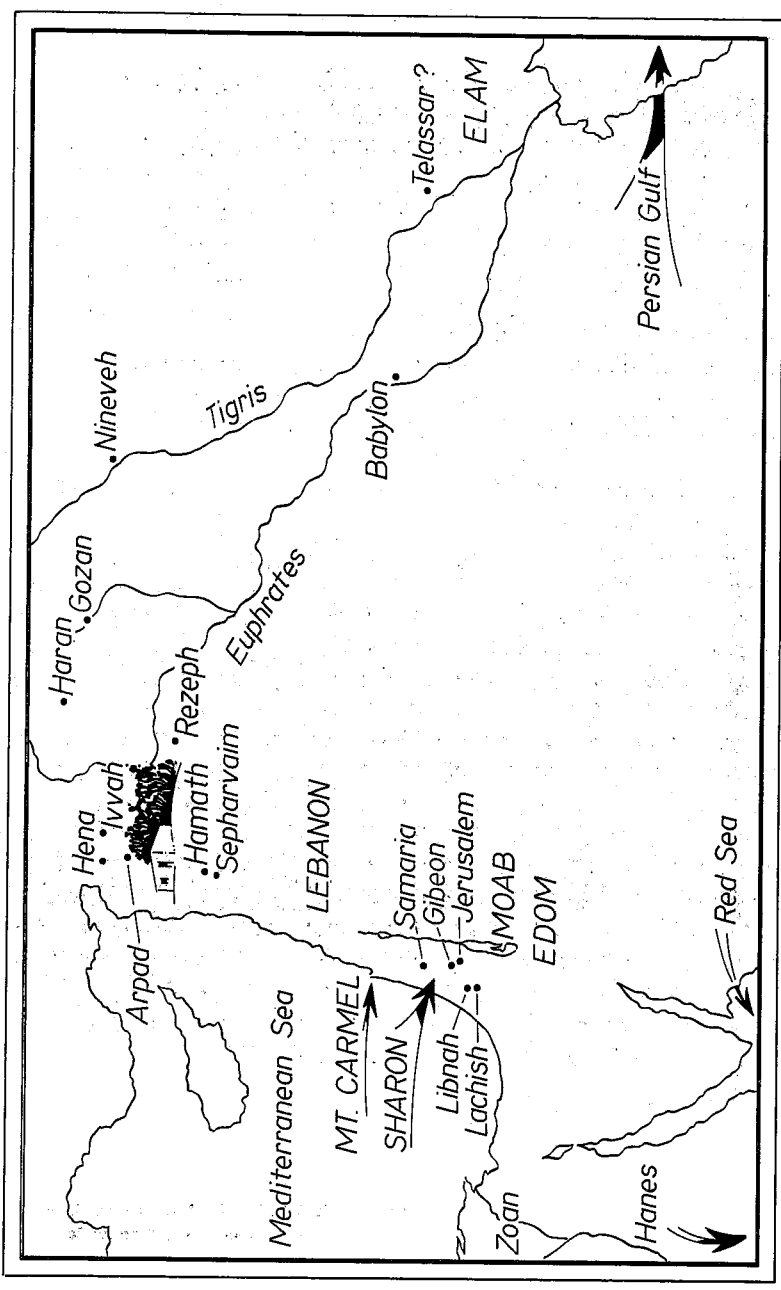 Hena
Ivvah
Haran
Gozan
Nineveh
Tigris
Telassar?
ELAM
Arpad
Rezeph
Hamath
Sepharvaim
Euphrates
Babylon
Mediterranean Sea
LEBANON
MT. CARMEL
SHARON
Samaria
Gibeon
Jerusalem
Libnah
Lachish
MOAB
EDOM
Zoan
Hanes
Red Sea
Persian Gulf